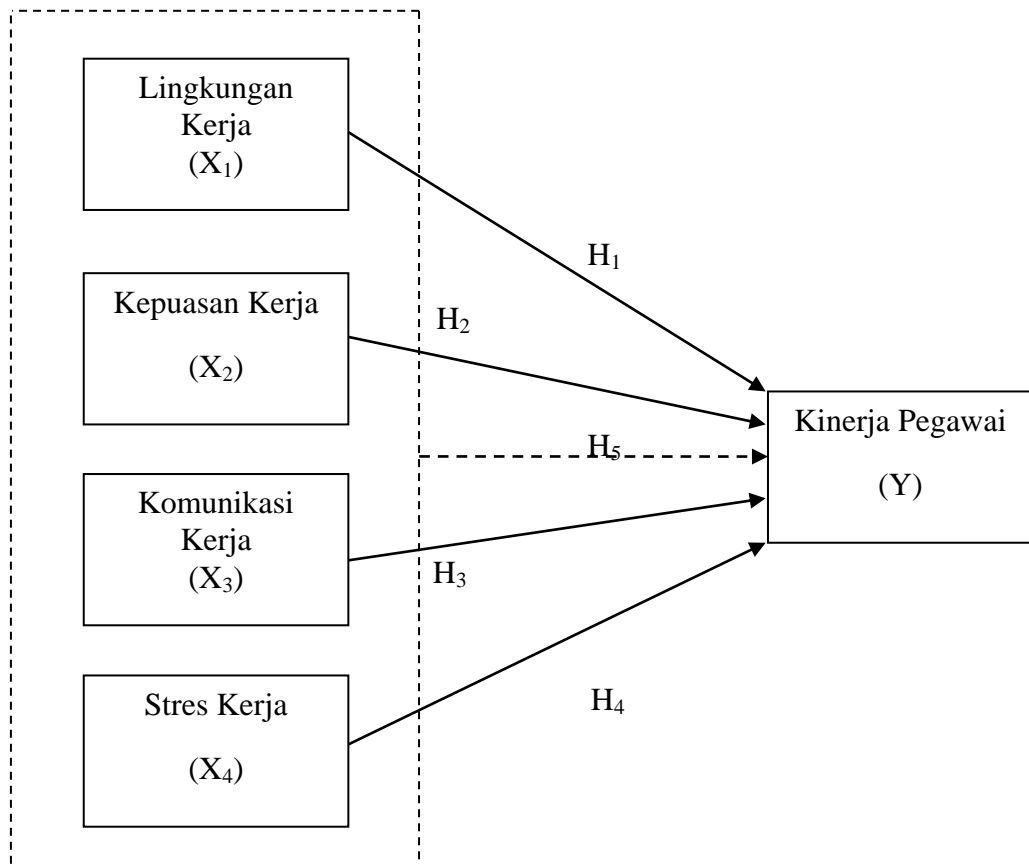 Lingkungan
Kerja
(X₁)
H₁
Kepuasan Kerja
(X₂)
H₂
Kinerja Pegawai
(Y)
H₅
Komunikasi
Kerja
(X₃)
H₃
Stres Kerja
(X₄)
H₄